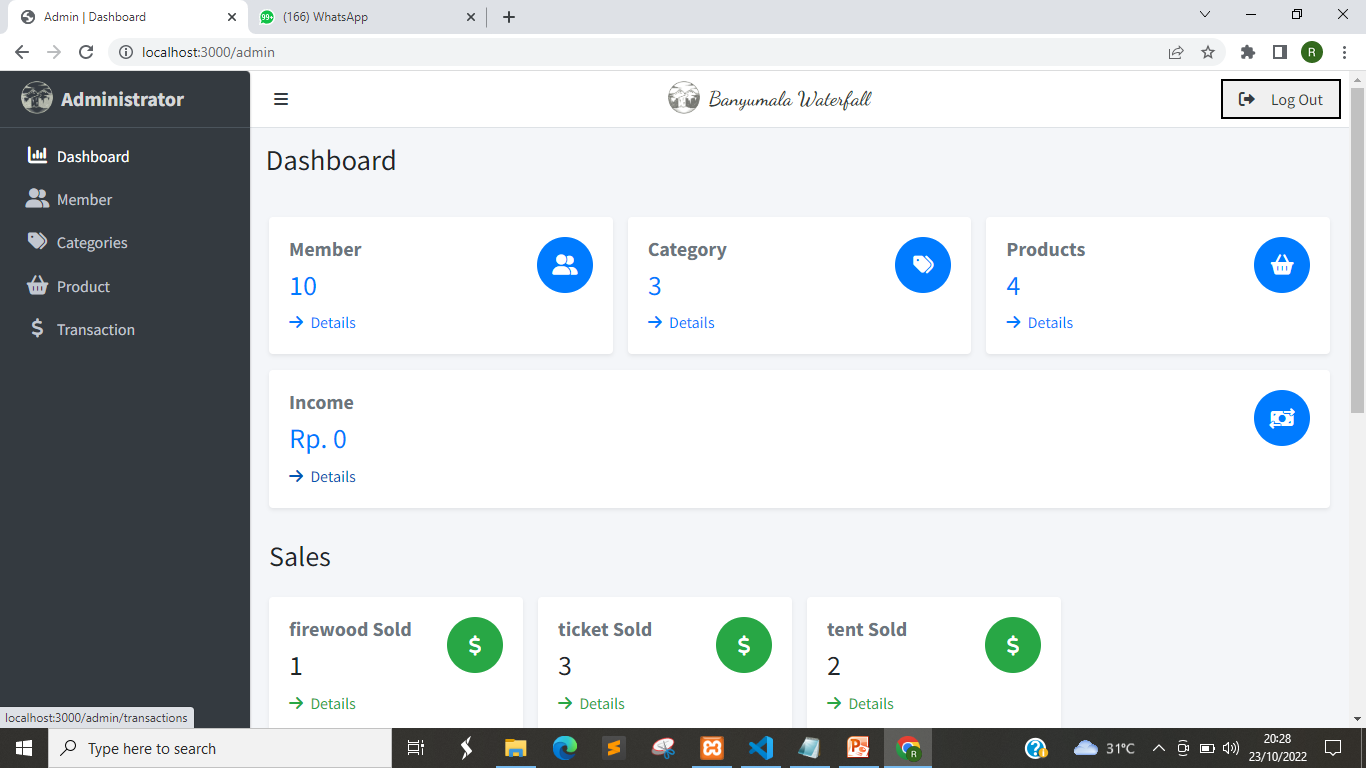 Admin | Dashboard
(166) WhatsApp
localhost:3000/admin
R
Administrator
Banyumala Waterfall
Log Out
Dashboard
Member
Categories
Product
Transaction
Dashboard
Member
10
Details
Category
3
Details
Products
4
Details
Income
Rp. 0
Details
Sales
firewood Sold
1
Details
ticket Sold
3
Details
tent Sold
2
Details
localhost:3000/admin/transactions
Type here to search
31°C
20:28
23/10/2022